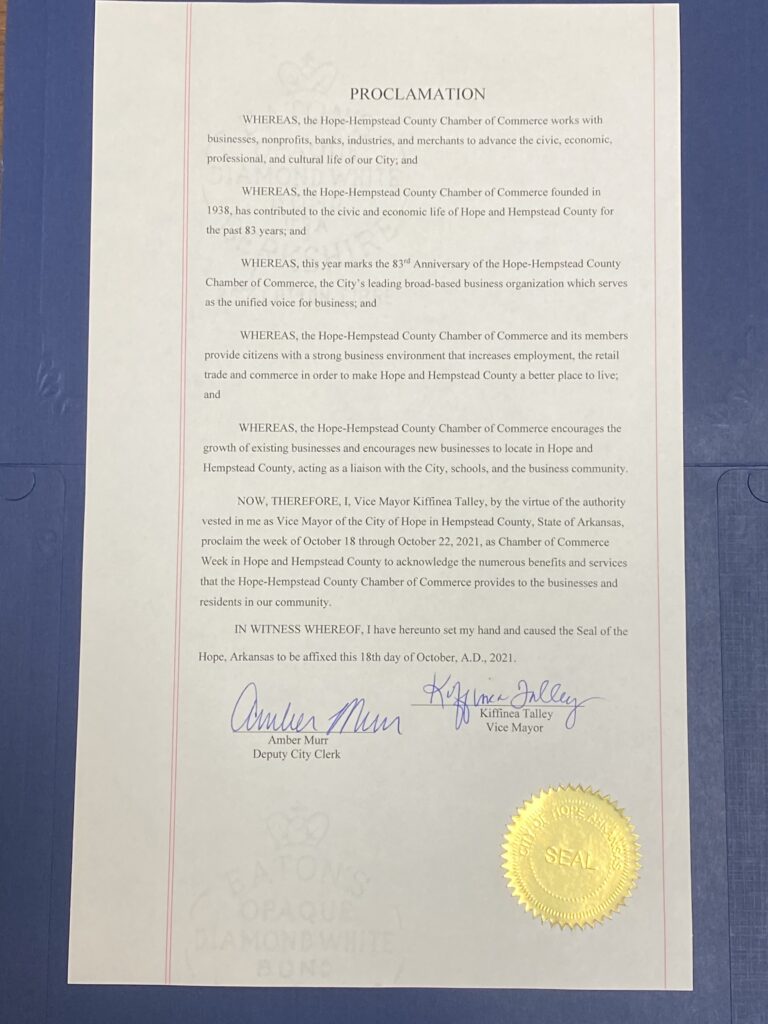 PROCLAMATION
WHEREAS, the Hope-Hempstead County Chamber of Commerce works with
businesses, nonprofits, banks, industries, and merchants to advance the civic, economic,
professional, and cultural life of our City; and
WHEREAS, the Hope-Hempstead County Chamber of Commerce founded in
1938, has contributed to the civic and economic life of Hope and Hempstead County for
the past 83 years; and
WHEREAS, this year marks the 83rd Anniversary of the Hope-Hempstead County
Chamber of Commerce, the City's leading broad-based business organization which serves
as the unified voice for business; and
WHEREAS, the Hope-Hempstead County Chamber of Commerce and its members
provide citizens with a strong business environment that increases employment, the retail
trade and commerce in order to make Hope and Hempstead County a better place to live;
and
WHEREAS, the Hope-Hempstead County Chamber of Commerce encourages the
growth of existing businesses and encourages new businesses to locate in Hope and
Hempstead County, acting as a liaison with the City, schools, and the business community.
NOW, THEREFORE, I, Vice Mayor Kiffinea Talley, by the virtue of the authority
vested in me as Vice Mayor of the City of Hope in Hempstead County, State of Arkansas,
proclaim the week of October 18 through October 22, 2021, as Chamber of Commerce
Week in Hope and Hempstead County to acknowledge the numerous benefits and services
that the Hope-Hempstead County Chamber of Commerce provides to the businesses and
residents in our community.
IN WITNESS WHEREOF, I have hereunto set my hand and caused the Seal of the
Hope, Arkansas to be affixed this 18th day of October, A.D., 2021.
Amber Murr
Kiffinea Talley
Amber Murr
Deputy City Clerk
Kiffinea Talley
Vice Mayor
CITY OF HOPE, ARKANSAS
SEAL
EATON'S
OPAQUE
DIAMOND WHITE
BOND